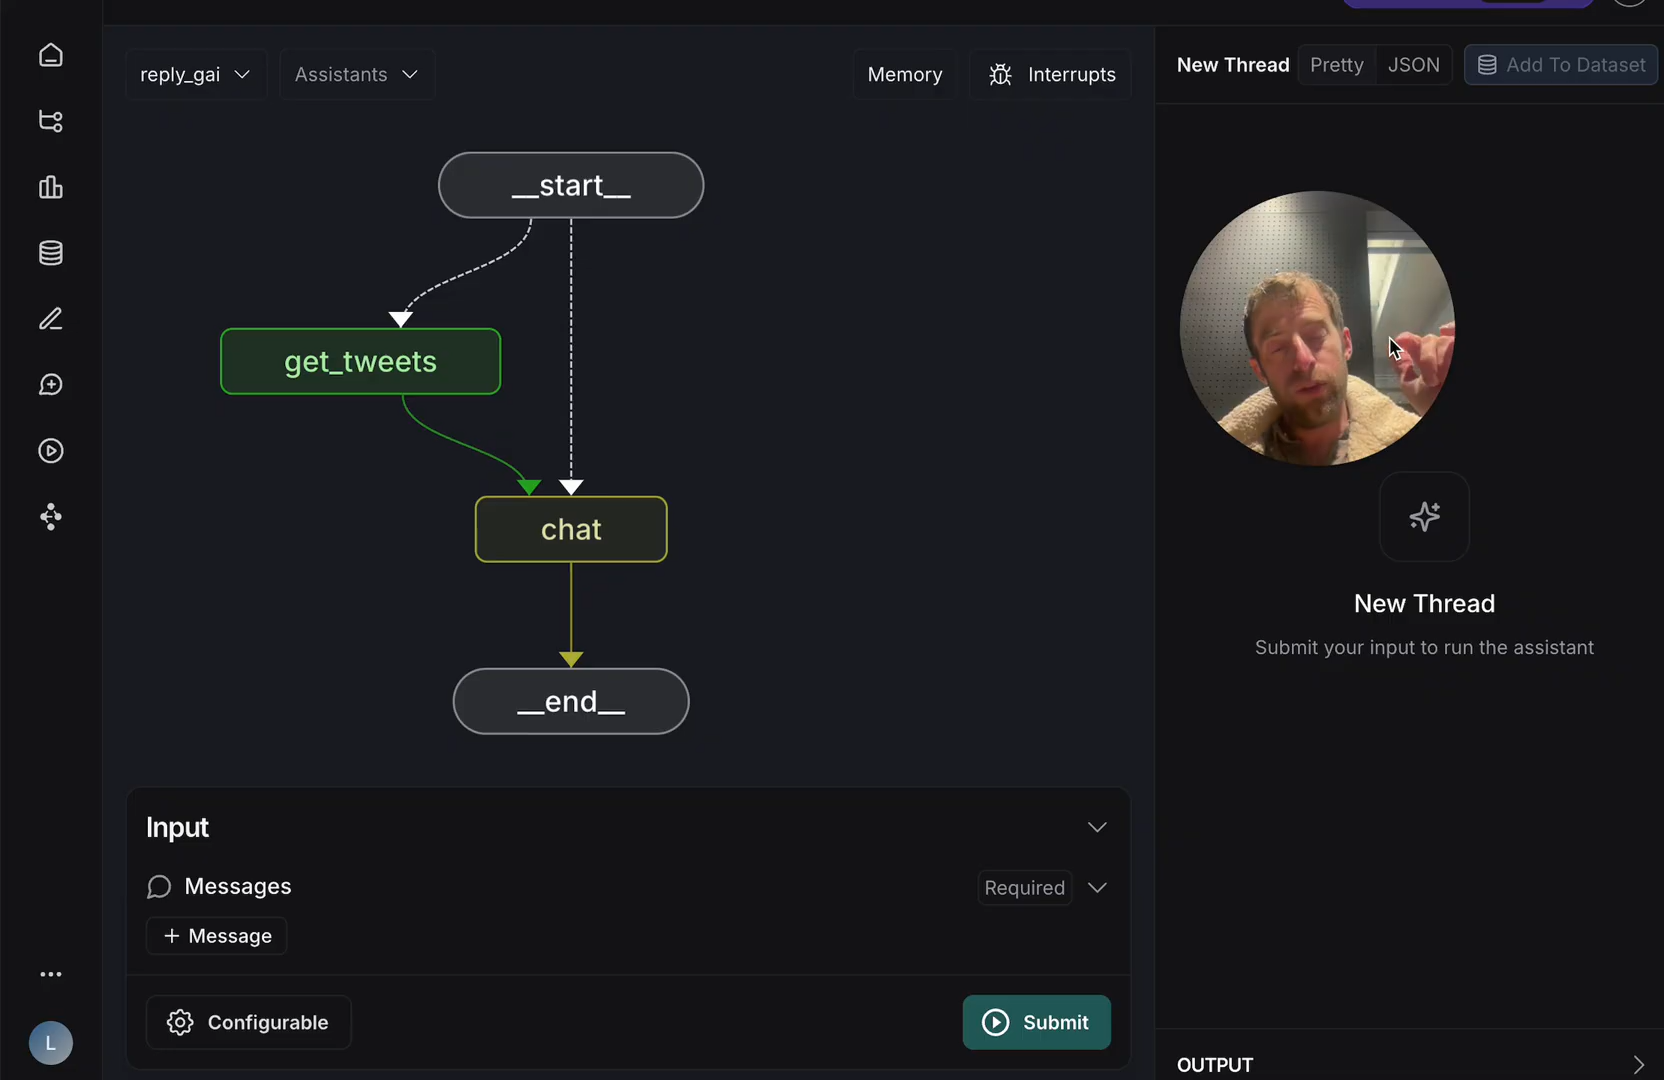 reply_gai
Assistants
Memory
Interrupts
New Thread
Pretty
JSON
Add To Dataset
__start__
get_tweets
chat
__end__
New Thread
Submit your input to run the assistant
Input
Messages
Required
+ Message
Configurable
Submit
L
OUTPUT